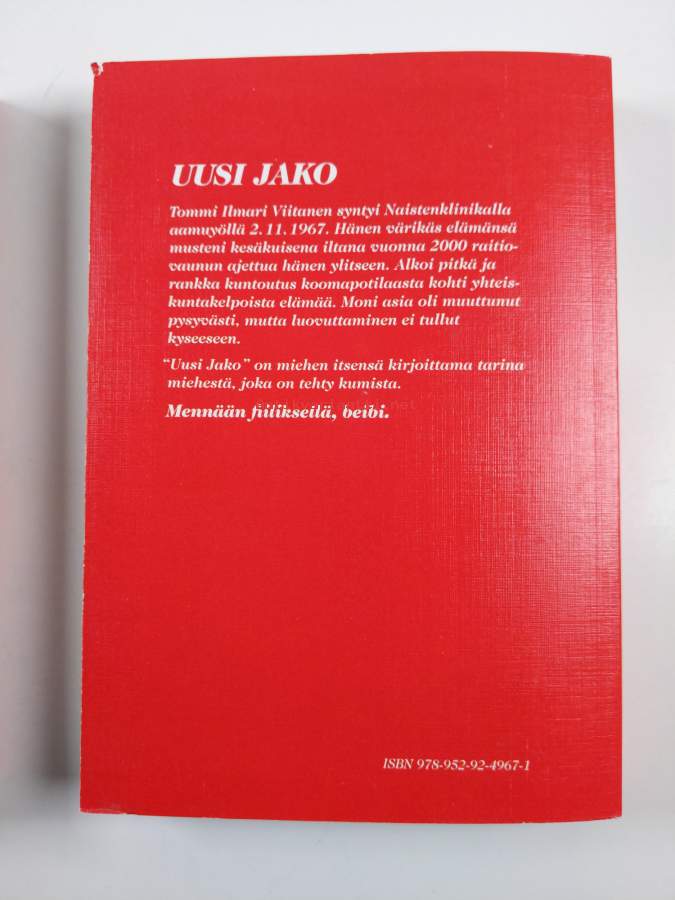 UUSI JAKO
Tommi Ilmari Viitanen syntyi Naistenklinikalla
aamuyöllä 2.11.1967. Hänen värikäs elämänsä
musteni kesäkuisena iltana vuonna 2000 raitio-
vaunun ajettua hänen ylitseen. Alkoi pitkä ja
rankka kuntoutus koomapotilaasta kohti yhteis-
kuntakelpoista elämää. Moni asia oli muuttunut
pysyvästi, mutta luovuttaminen ei tullut
kyseeseen.
"Uusi Jako" on miehen itsensä kirjoittama tarina
miehestä, joka on tehty kumista.
Mennään fiilikseilä, beibi.
ISBN 978-952-92-4967-1